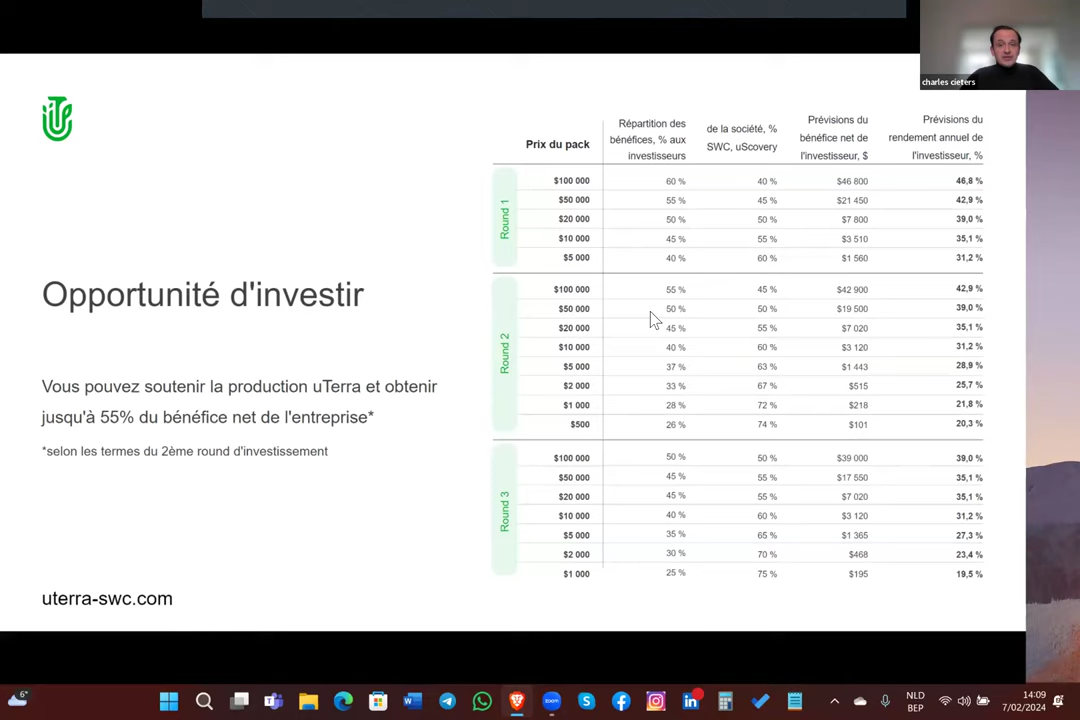 charles cieters
Opportunité d'investir
Vous pouvez soutenir la production uTerra et obtenir
jusqu'à 55% du bénéfice net de l'entreprise*
*selon les termes du 2ème round d'investissement
uterra-swc.com
Prix du pack
Répartition des
bénéfices, % aux
investisseurs
de la société, %
SWC, uScovery
Prévisions du
bénéfice net de
l'investisseur, $
Prévisions du
rendement annuel de
l'investisseur, %
Round 1
$100 000 60 % 40 % $46 800 46,8 %
$50 000 55 % 45 % $21 450 42,9 %
$20 000 50 % 50 % $7 800 39,0 %
$10 000 45 % 55 % $3 510 35,1 %
$5 000 40 % 60 % $1 560 31,2 %
Round 2
$100 000 55 % 45 % $42 900 42,9 %
$50 000 50 % 50 % $19 500 39,0 %
$20 000 45 % 55 % $7 020 35,1 %
$10 000 40 % 60 % $3 120 31,2 %
$5 000 37 % 63 % $1 443 28,9 %
$2 000 33 % 67 % $515 25,7 %
$1 000 28 % 72 % $218 21,8 %
$500 26 % 74 % $101 20,3 %
Round 3
$100 000 50 % 50 % $39 000 39,0 %
$50 000 45 % 55 % $17 550 35,1 %
$20 000 45 % 55 % $7 020 35,1 %
$10 000 40 % 60 % $3 120 31,2 %
$5 000 35 % 65 % $1 365 27,3 %
$2 000 30 % 70 % $468 23,4 %
$1 000 25 % 75 % $195 19,5 %
6°
NLD
BEP
14:09
7/02/2024